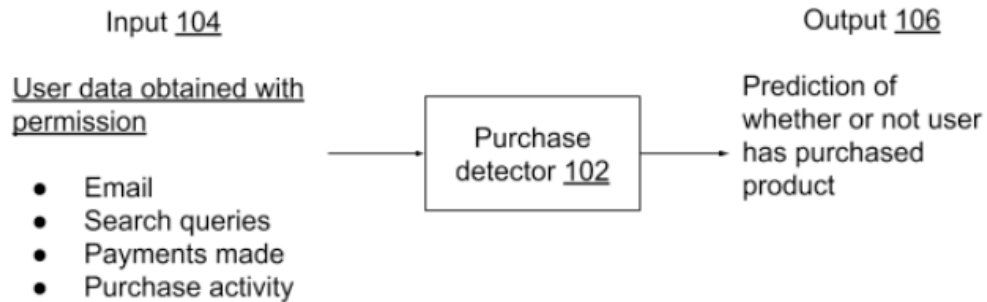 Input 104
Output 106
User data obtained with
permission
● Email
● Search queries
● Payments made
● Purchase activity
Purchase
detector 102
Prediction of
whether or not user
has purchased
product